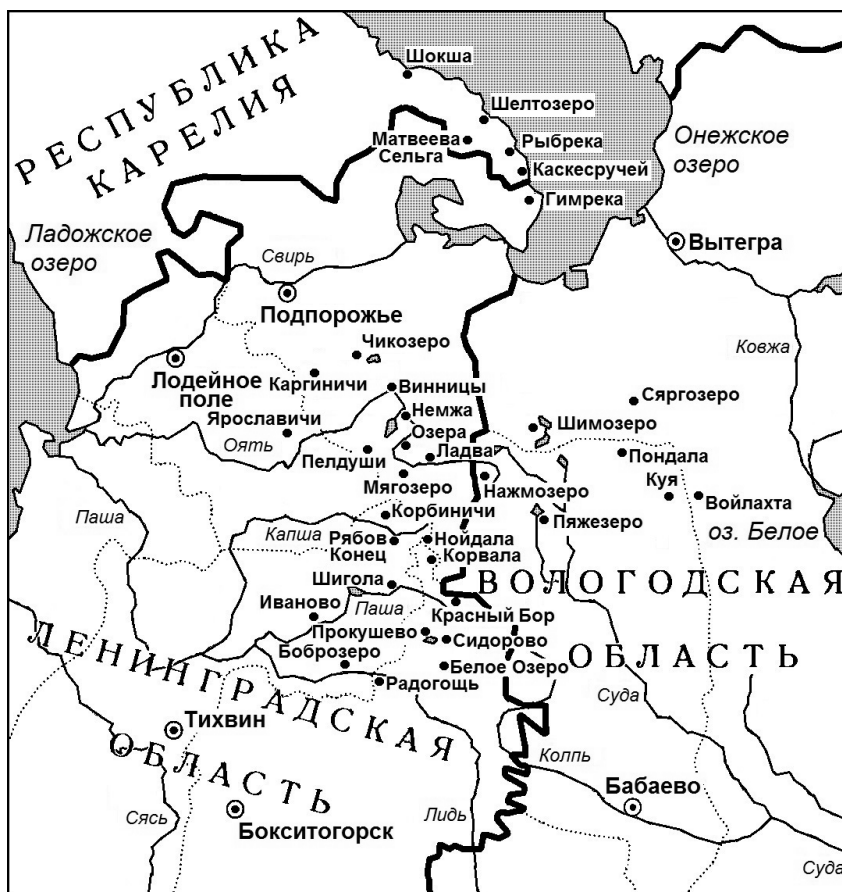 РЕСПУБЛИКА
КАРЕЛИЯ
Шокша
Шелтозеро
Матвеева
Сельга
Рыбрека
Каскесручей
Гимрека
Онежское
озеро
Вытегра
Ладожское
озеро
Свирь
Подпорожье
Чикозеро
Каргиничи
Винницы
Лодейное
поле
Ярославичи
Немжа
Озера
Оять
Ладва
Пелдуши
Мягозеро
Нажмозеро
Ковжа
Сяргозеро
Шимозеро
Пондала
Куя
Войлахта
Пяжезеро
оз. Белое
Паша
Корбиничи
Капша
Рябов
Конец
Нойдала
Корвала
Шигола
ВОЛОГОДСКАЯ
ОБЛАСТЬ
Иваново
Паша
Красный Бор
Прокушево
Сидорово
Боброзеро
Белое Озеро
Радогощь
ЛЕНИНГРАДСКАЯ
ОБЛАСТЬ
Тихвин
Суда
Колпь
Бабаево
Сясь
Бокситогорск
Лидь
Суда